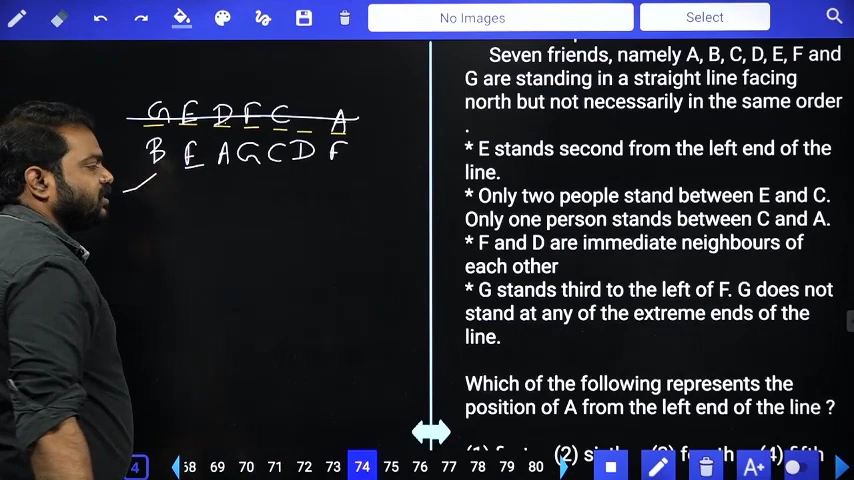 No Images
Select
Seven friends, namely A, B, C, D, E, F and
G are standing in a straight line facing
north but not necessarily in the same order
.
* E stands second from the left end of the
line.
* Only two people stand between E and C.
Only one person stands between C and A.
* F and D are immediate neighbours of
each other
* G stands third to the left of F. G does not
stand at any of the extreme ends of the
line.
Which of the following represents the
position of A from the left end of the line ?
(2) (4) fifth
G E D F C A
B E A G C D F
4 68 69 70 71 72 73 74 75 76 77 78 79 80
A+